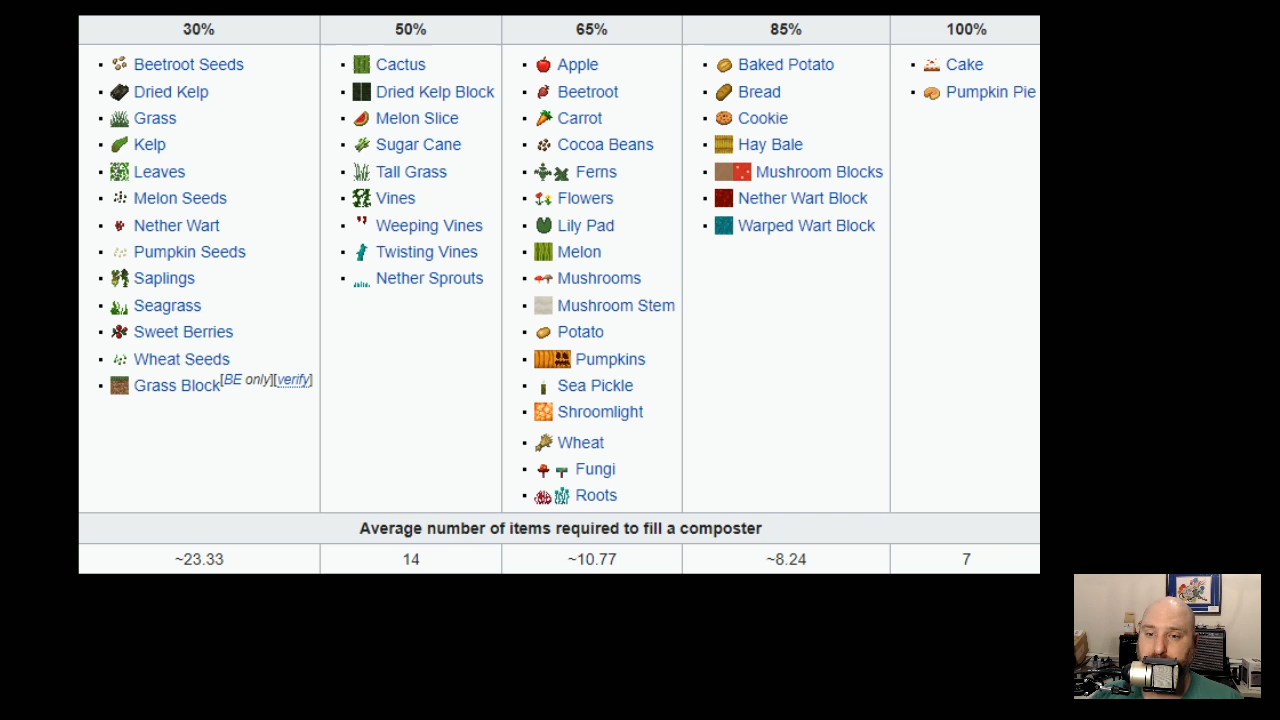 30%
50%
65%
85%
100%
Beetroot Seeds
Dried Kelp
Grass
Kelp
Leaves
Melon Seeds
Nether Wart
Pumpkin Seeds
Saplings
Seagrass
Sweet Berries
Wheat Seeds
Grass Block[BE only][verify]
Cactus
Dried Kelp Block
Melon Slice
Sugar Cane
Tall Grass
Vines
Weeping Vines
Twisting Vines
Nether Sprouts
Apple
Beetroot
Carrot
Cocoa Beans
Ferns
Flowers
Lily Pad
Melon
Mushrooms
Mushroom Stem
Potato
Pumpkins
Sea Pickle
Shroomlight
Wheat
Fungi
Roots
Baked Potato
Bread
Cookie
Hay Bale
Mushroom Blocks
Nether Wart Block
Warped Wart Block
Cake
Pumpkin Pie
Average number of items required to fill a composter
~23.33
14
~10.77
~8.24
7